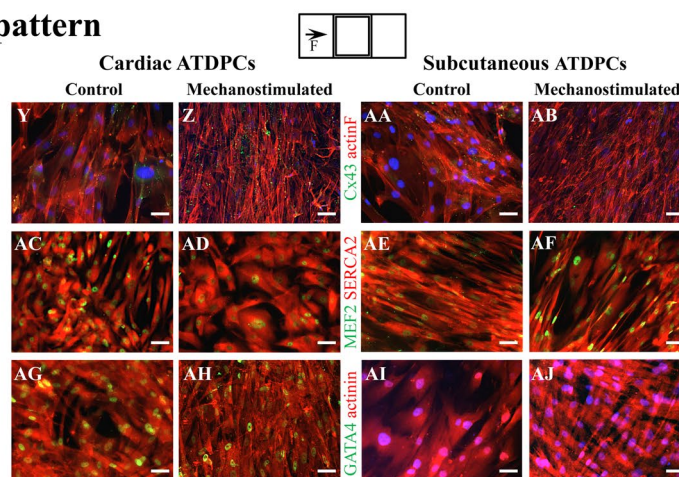 pattern
F
Cardiac ATDPCs
Subcutaneous ATDPCs
Control
Mechanostimulated
Control
Mechanostimulated
Y
Z
Cx43 actinF
AA
AB
AC
AD
MEF2 SERCA2
AE
AF
AG
AH
GATA4 actinin
AI
AJ